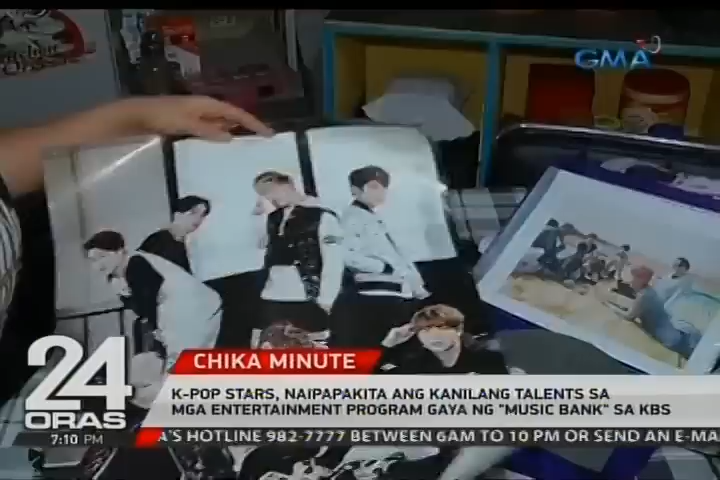 GMA
CHIKA MINUTE
24
ORAS
K-POP STARS, NAIPAPAKITA ANG KANILANG TALENTS SA
MGA ENTERTAINMENT PROGRAM GAYA NG "MUSIC BANK" SA KBS
7:10 PM
A'S HOTLINE 982-7777 BETWEEN 6AM TO 10 PM OR SEND AN E-MA